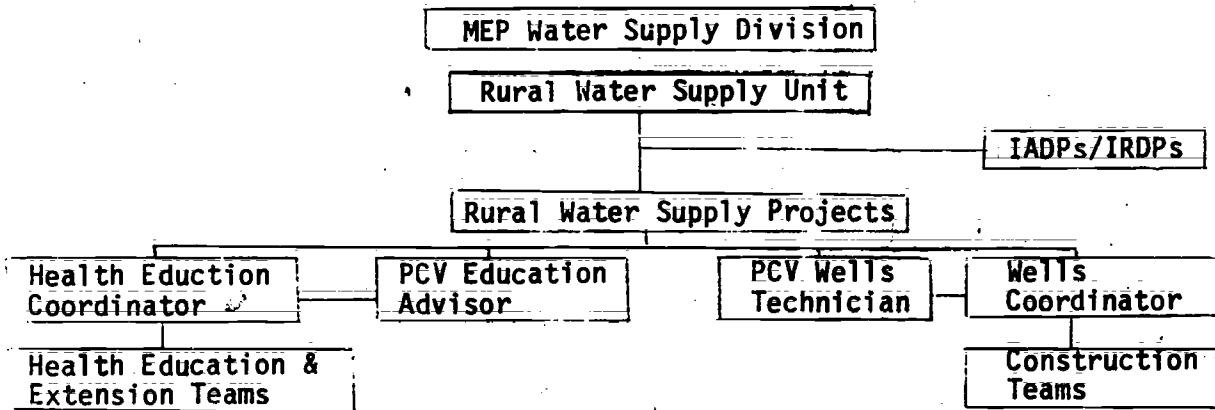 MEP Water Supply Division
Rural Water Supply Unit
IADPs/IRDPs
Rural Water Supply Projects
Health Eduction
Coordinator
PCV Education
Advisor
PCV Wells
Technician
Wells
Coordinator
Health Education &
Extension Teams
Construction
Teams